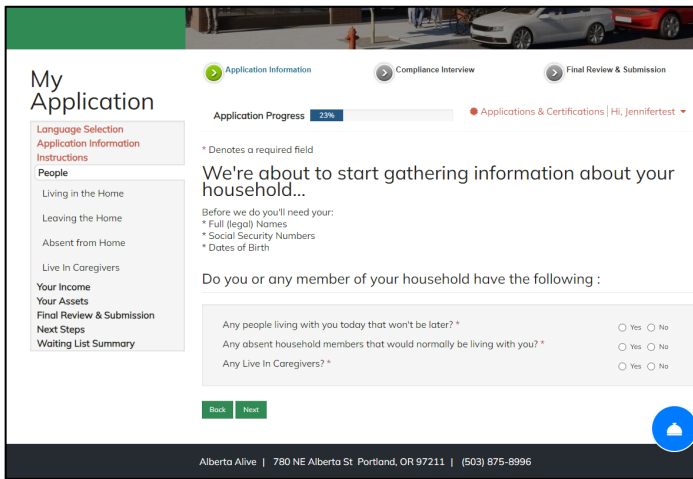 My
Application
Language Selection
Application Information
Instructions
People
Living in the Home
Leaving the Home
Absent from Home
Live In Caregivers
Your Income
Your Assets
Final Review & Submission
Next Steps
Waiting List Summary
Application Information
Compliance Interview
Final Review & Submission
Application Progress 23%
Applications & Certifications | Hi, Jennifertest
* Denotes a required field
We're about to start gathering information about your
household...
Before we do you'll need your:
* Full (legal) Names
* Social Security Numbers
* Dates of Birth
Do you or any member of your household have the following :
Any people living with you today that won't be later? * Yes No
Any absent household members that would normally be living with you? * Yes No
Any Live In Caregivers? * Yes No
Back Next
Alberta Alive | 780 NE Alberta St Portland, OR 97211 | (503) 875-8996